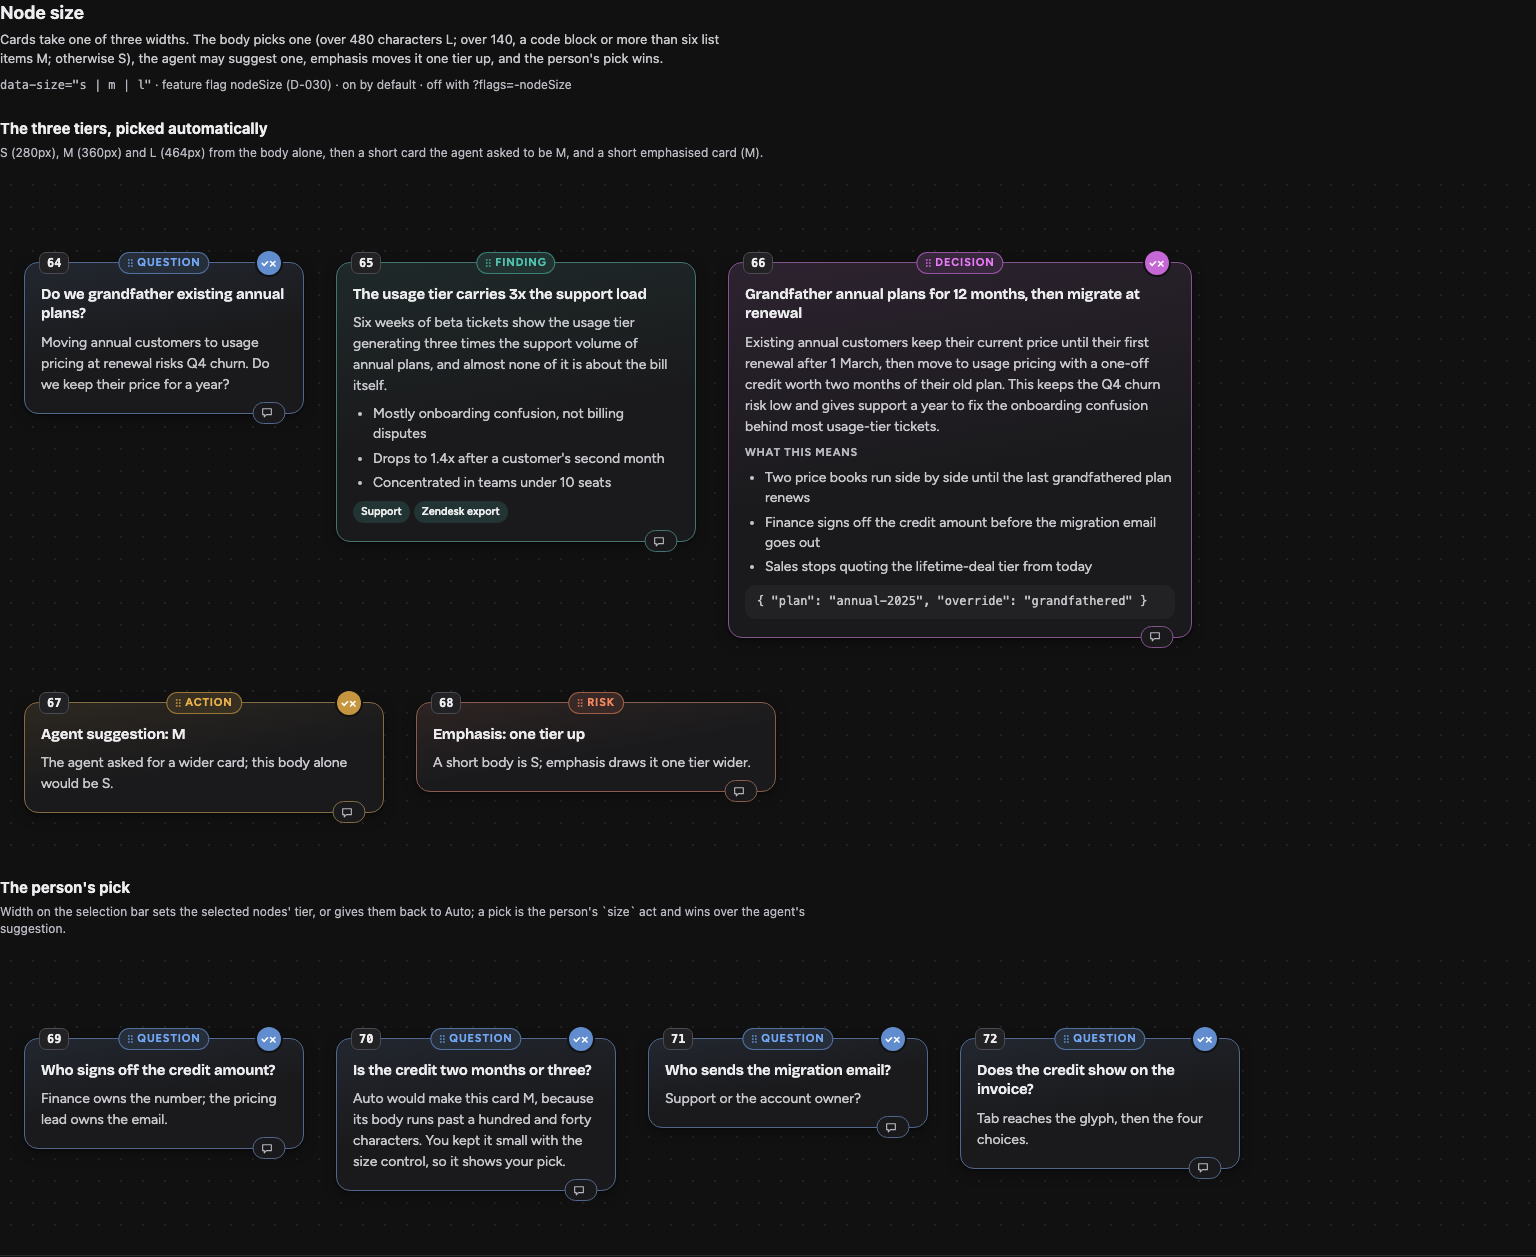 Node size
Cards take one of three widths. The body picks one (over 480 characters L; over 140, a code block or more than six list
items M; otherwise S), the agent may suggest one, emphasis moves it one tier up, and the person's pick wins.
data-size="s | m | l" · feature flag nodeSize (D-030) · on by default · off with ?flags=-nodeSize
The three tiers, picked automatically
S (280px), M (360px) and L (464px) from the body alone, then a short card the agent asked to be M, and a short emphasised card (M).
64
QUESTION
Do we grandfather existing annual
plans?
Moving annual customers to usage
pricing at renewal risks Q4 churn. Do
we keep their price for a year?
65
FINDING
The usage tier carries 3x the support load
Six weeks of beta tickets show the usage tier
generating three times the support volume of
annual plans, and almost none of it is about the bill
itself.
• Mostly onboarding confusion, not billing
disputes
• Drops to 1.4x after a customer's second month
• Concentrated in teams under 10 seats
Support
Zendesk export
66
DECISION
Grandfather annual plans for 12 months, then migrate at
renewal
Existing annual customers keep their current price until their first
renewal after 1 March, then move to usage pricing with a one-off
credit worth two months of their old plan. This keeps the Q4 churn
risk low and gives support a year to fix the onboarding confusion
behind most usage-tier tickets.
WHAT THIS MEANS
• Two price books run side by side until the last grandfathered plan
renews
• Finance signs off the credit amount before the migration email
goes out
• Sales stops quoting the lifetime-deal tier from today
{ "plan": "annual-2025", "override": "grandfathered" }
67
ACTION
Agent suggestion: M
The agent asked for a wider card; this body alone
would be S.
68
RISK
Emphasis: one tier up
A short body is S; emphasis draws it one tier wider.
The person's pick
Width on the selection bar sets the selected nodes' tier, or gives them back to Auto; a pick is the person's `size` act and wins over the agent's
suggestion.
69
QUESTION
Who signs off the credit amount?
Finance owns the number; the pricing
lead owns the email.
70
QUESTION
Is the credit two months or three?
Auto would make this card M, because
its body runs past a hundred and forty
characters. You kept it small with the
size control, so it shows your pick.
71
QUESTION
Who sends the migration email?
Support or the account owner?
72
QUESTION
Does the credit show on the
invoice?
Tab reaches the glyph, then the four
choices.